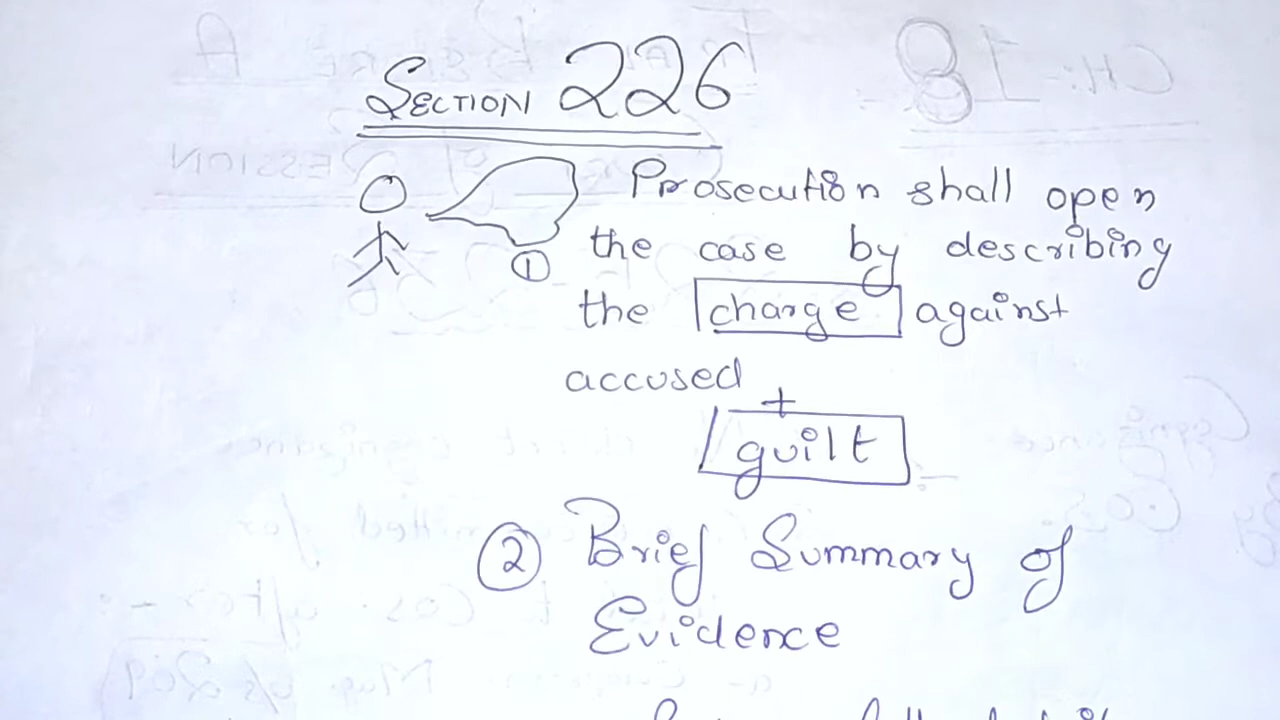 SECTION 226
① Prosecution shall open
the case by describing
the charge against
accused
+
guilt
② Brief Summary of
Evidence